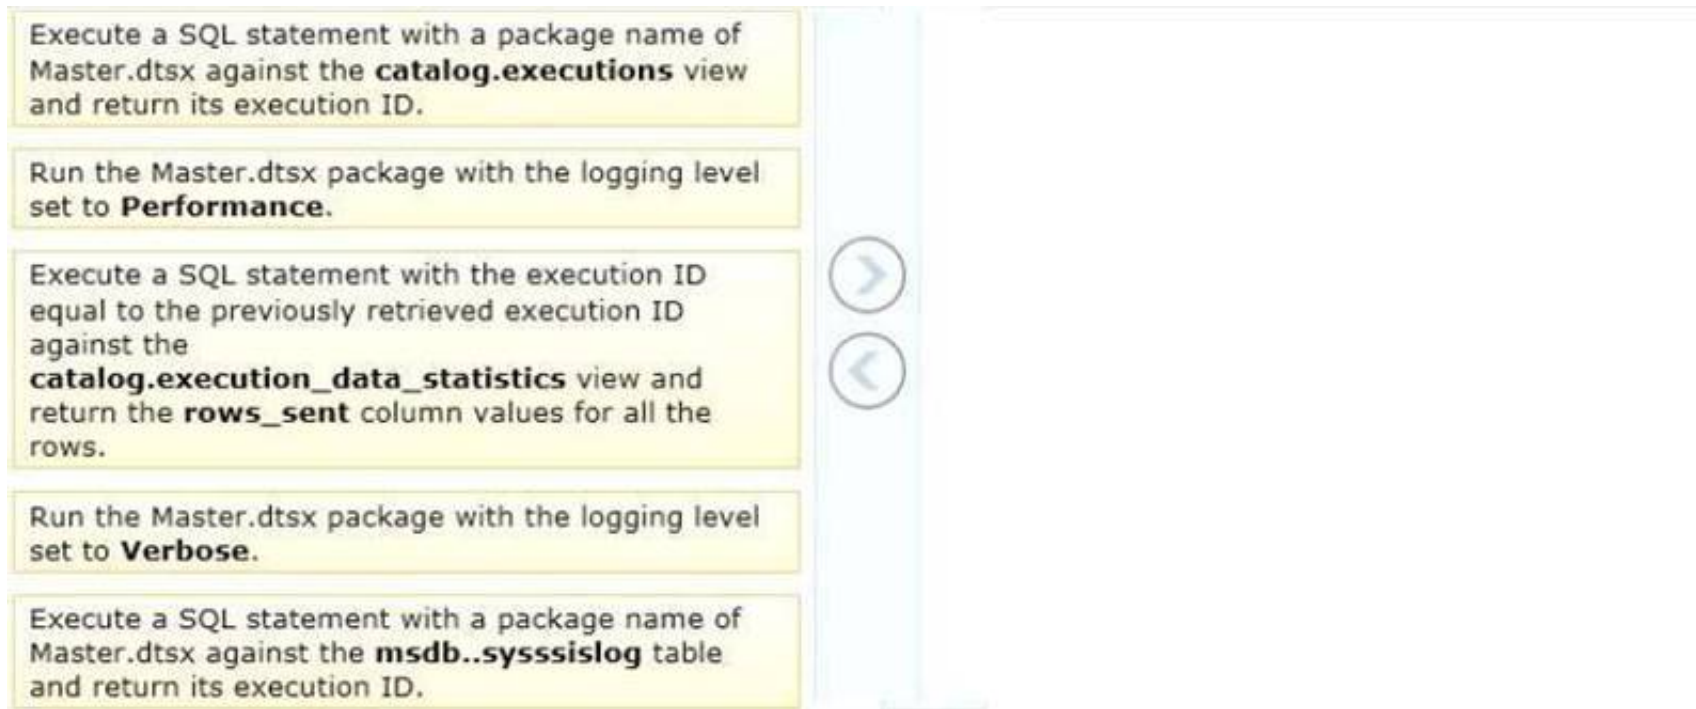 Execute a SQL statement with a package name of
Master.dtsx against the catalog.executions view
and return its execution ID.
Run the Master.dtsx package with the logging level
set to Performance.
Execute a SQL statement with the execution ID
equal to the previously retrieved execution ID
against the
catalog.execution_data_statistics view and
return the rows_sent column values for all the
rows.
Run the Master.dtsx package with the logging level
set to Verbose.
Execute a SQL statement with a package name of
Master.dtsx against the msdb..sysssislog table
and return its execution ID.